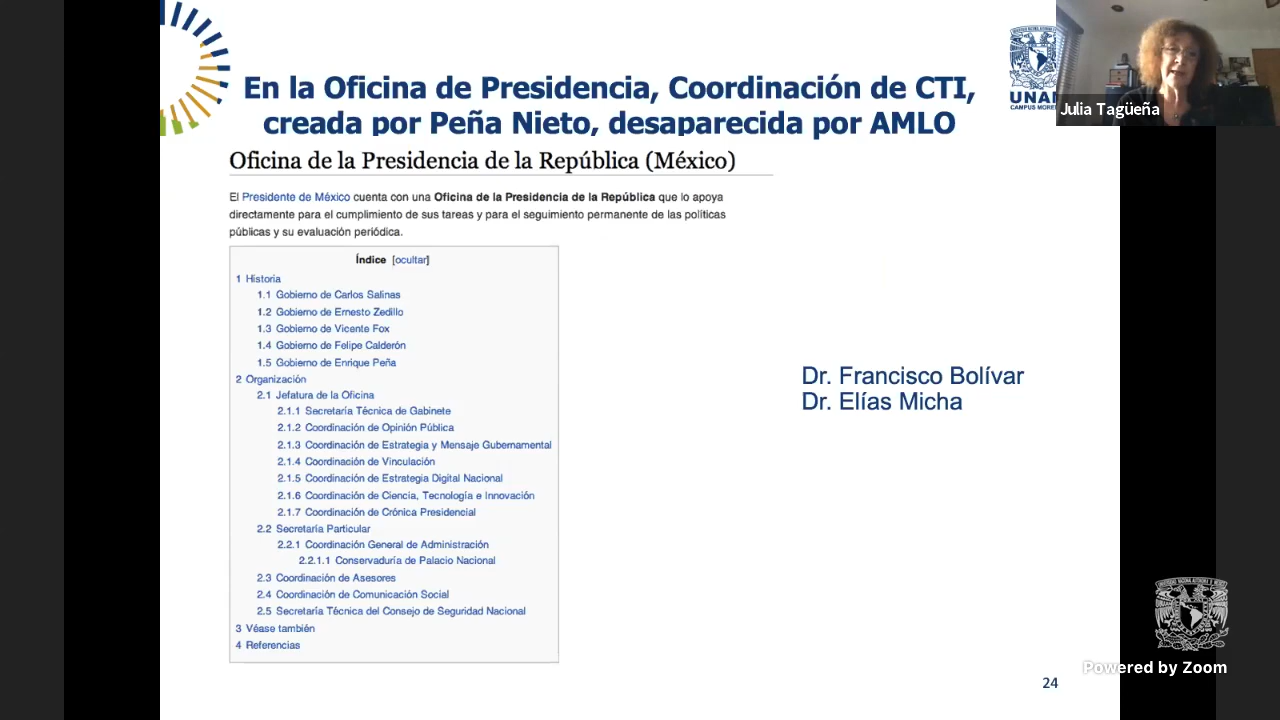 En la Oficina de Presidencia, Coordinación de CTI,
creada por Peña Nieto, desaparecida por AMLO
UNAM
CAMPUS MORE
Julia Tagüeña
Oficina de la Presidencia de la República (México)
El Presidente de México cuenta con una Oficina de la Presidencia de la República que lo apoya
directamente para el cumplimiento de sus tareas y para el seguimiento permanente de las políticas
públicas y su evaluación periódica.
Índice [ocultar]
1 Historia
1.1 Gobierno de Carlos Salinas
1.2 Gobierno de Ernesto Zedillo
1.3 Gobierno de Vicente Fox
1.4 Gobierno de Felipe Calderón
1.5 Gobierno de Enrique Peña
2 Organización
2.1 Jefatura de la Oficina
2.1.1 Secretaría Técnica de Gabinete
2.1.2 Coordinación de Opinión Pública
2.1.3 Coordinación de Estrategia y Mensaje Gubernamental
2.1.4 Coordinación de Vinculación
2.1.5 Coordinación de Estrategia Digital Nacional
2.1.6 Coordinación de Ciencia, Tecnología e Innovación
2.1.7 Coordinación de Crónica Presidencial
2.2 Secretaría Particular
2.2.1 Coordinación General de Administración
2.2.1.1 Conservaduría de Palacio Nacional
2.3 Coordinación de Asesores
2.4 Coordinación de Comunicación Social
2.5 Secretaría Técnica del Consejo de Seguridad Nacional
3 Véase también
4 Referencias
Dr. Francisco Bolívar
Dr. Elías Micha
Powered by Zoom
24